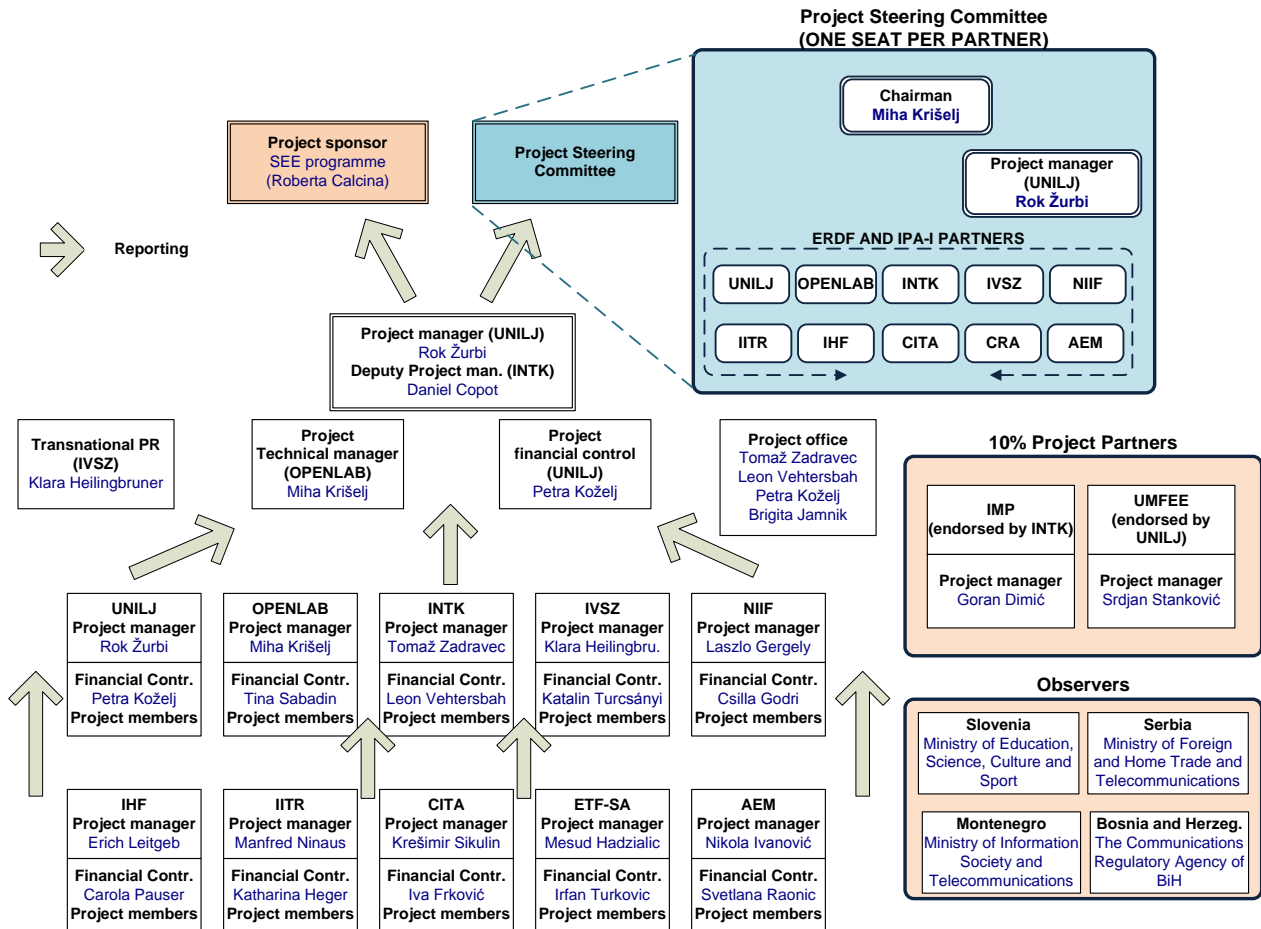 Project Steering Committee
(ONE SEAT PER PARTNER)
Chairman
Miha Krišelj
Project manager
(UNILJ)
Rok Žurbi
ERDF AND IPA-I PARTNERS
UNILJ
OPENLAB
INTK
IVSZ
NIIF
IITR
IHF
CITA
CRA
AEM
Project sponsor
SEE programme
(Roberta Calcina)
Project Steering
Committee
Reporting
Project manager (UNILJ)
Rok Žurbi
Deputy Project man. (INTK)
Daniel Copot
Transnational PR
(IVSZ)
Klara Heilingbruner
Project
Technical manager
(OPENLAB)
Miha Krišelj
Project
financial control
(UNILJ)
Petra Koželj
Project office
Tomaž Zadravec
Leon Vehtersbah
Petra Koželj
Brigita Jamnik
10% Project Partners
IMP
(endorsed by INTK)
Project manager
Goran Dimić
UMFEE
(endorsed by
UNILJ)
Project manager
Srdjan Stanković
UNILJ
Project manager
Rok Žurbi
Financial Contr.
Petra Koželj
Project members
OPENLAB
Project manager
Miha Krišelj
Financial Contr.
Tina Sabadin
Project members
INTK
Project manager
Tomaž Zadravec
Financial Contr.
Leon Vehtersbah
Project members
IVSZ
Project manager
Klara Heilingbru.
Financial Contr.
Katalin Turcsányi
Project members
NIIF
Project manager
Laszlo Gergely
Financial Contr.
Csilla Godri
Project members
Observers
Slovenia
Ministry of Education,
Science, Culture and
Sport
Serbia
Ministry of Foreign
and Home Trade and
Telecommunications
Montenegro
Ministry of Information
Society and
Telecommunications
Bosnia and Herzeg.
The Communications
Regulatory Agency of
BiH
IHF
Project manager
Erich Leitgeb
Financial Contr.
Carola Pauser
Project members
IITR
Project manager
Manfred Ninaus
Financial Contr.
Katharina Heger
Project members
CITA
Project manager
Krešimir Sikulin
Financial Contr.
Iva Frković
Project members
ETF-SA
Project manager
Mesud Hadzialic
Financial Contr.
Irfan Turkovic
Project members
AEM
Project manager
Nikola Ivanović
Financial Contr.
Svetlana Raonic
Project members